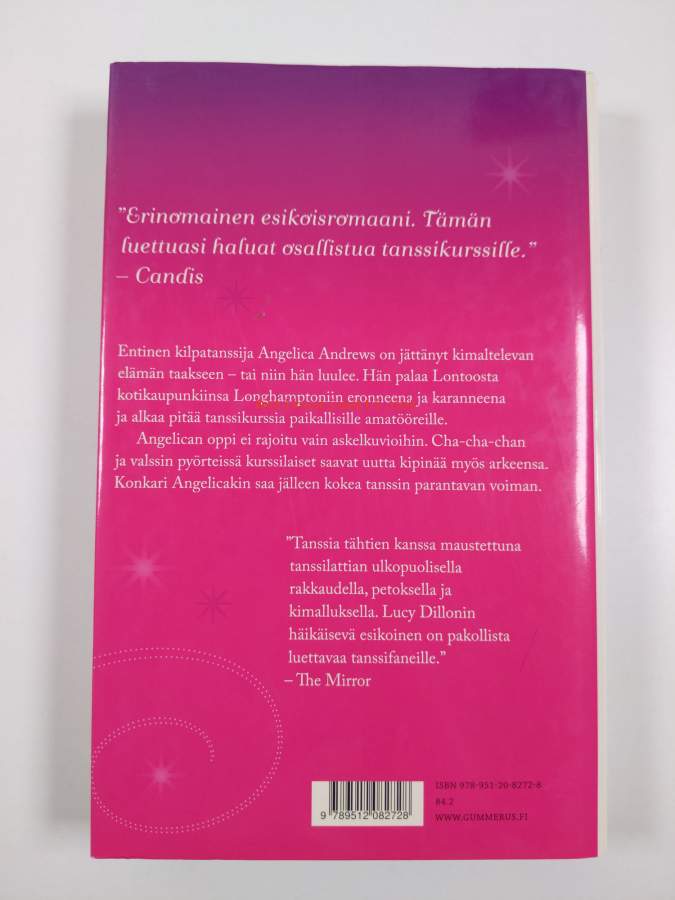 ”Erinomainen esikoisromaani. Tämän
luettuasi haluat osallistua tanssikurssille.”
– Candis
Entinen kilpatanssija Angelica Andrews on jättänyt kimaltelevan
elämän taakseen – tai niin hän luulee. Hän palaa Lontoosta
kotikaupunkiinsa Longhamptoniin eronneena ja karanneena
ja alkaa pitää tanssikurssia paikallisille amatööreille.
Angelican oppi ei rajoitu vain askelkuvioihin. Cha-cha-chan
ja valssin pyörteissä kurssilaiset saavat uutta kipinää myös arkeensa.
Konkari Angelicakin saa jälleen kokea tanssin parantavan voiman.
”Tanssia tähtien kanssa maustettuna
tanssilattian ulkopuolisella
rakkaudella, petoksella ja
kimalluksella. Lucy Dillonin
häikäisevä esikoinen on pakollista
luettavaa tanssifaneille.”
– The Mirror
ISBN 978-951-20-8272-8
84.2
WWW.GUMMERUS.FI
9 789512 082728